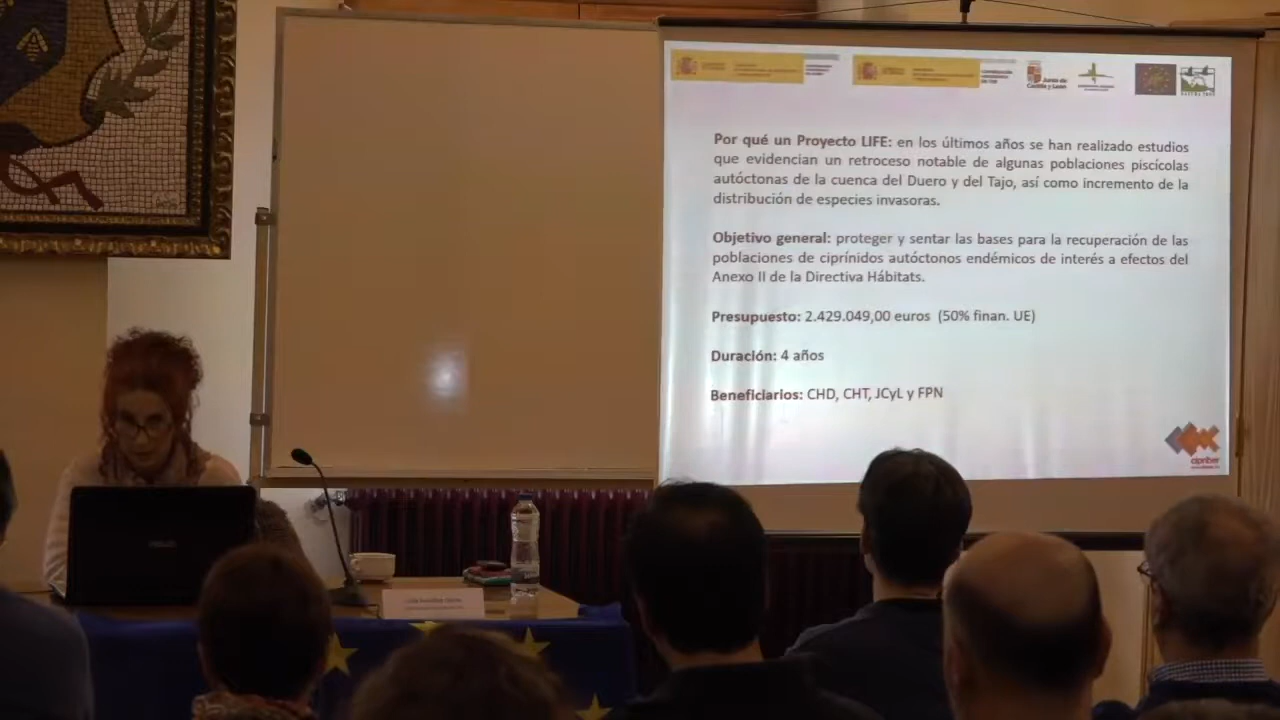 Junta de
Castilla y León
Por qué un Proyecto LIFE: en los últimos años se han realizado estudios
que evidencian un retroceso notable de algunas poblaciones piscícolas
autóctonas de la cuenca del Duero y del Tajo, así como incremento de la
distribución de especies invasoras.
Objetivo general: proteger y sentar las bases para la recuperación de las
poblaciones de ciprínidos autóctonos endémicos de interés a efectos del
Anexo II de la Directiva Hábitats.
Presupuesto: 2.429.049,00 euros (50% finan. UE)
Duración: 4 años
Beneficiarios: CHD, CHT, JCyL y FPN
cipriber